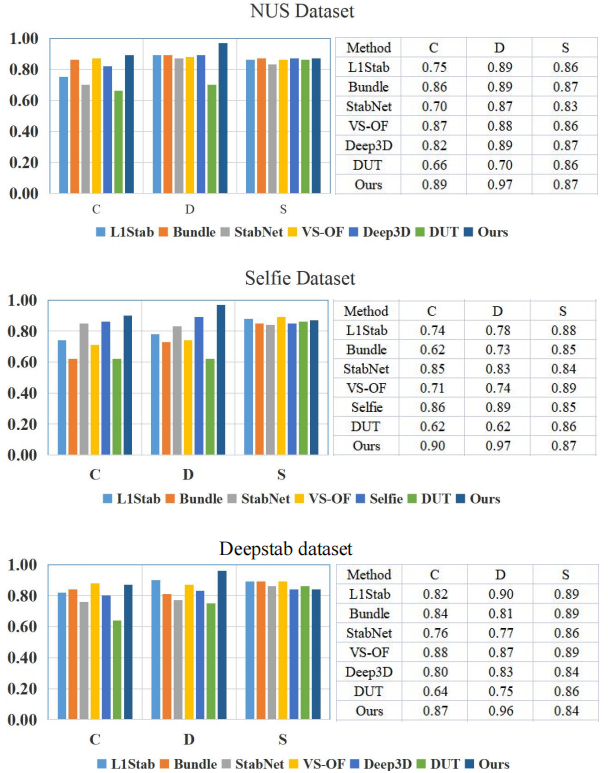 NUS Dataset
1.00
0.80
0.60
0.40
0.20
0.00
C D S
L1Stab Bundle StabNet VS-OF Deep3D DUT Ours
Method C D S
L1Stab 0.75 0.89 0.86
Bundle 0.86 0.89 0.87
StabNet 0.70 0.87 0.83
VS-OF 0.87 0.88 0.86
Deep3D 0.82 0.89 0.87
DUT 0.66 0.70 0.86
Ours 0.89 0.97 0.87
Selfie Dataset
1.00
0.80
0.60
0.40
0.20
0.00
C D S
L1Stab Bundle StabNet VS-OF Selfie DUT Ours
Method C D S
L1Stab 0.74 0.78 0.88
Bundle 0.62 0.73 0.85
StabNet 0.85 0.83 0.84
VS-OF 0.71 0.74 0.89
Selfie 0.86 0.89 0.85
DUT 0.62 0.62 0.86
Ours 0.90 0.97 0.87
Deepstab dataset
1.00
0.80
0.60
0.40
0.20
0.00
C D S
L1Stab Bundle StabNet VS-OF Deep3D DUT Ours
Method C D S
L1Stab 0.82 0.90 0.89
Bundle 0.84 0.81 0.89
StabNet 0.76 0.77 0.86
VS-OF 0.88 0.87 0.89
Deep3D 0.80 0.83 0.84
DUT 0.64 0.75 0.86
Ours 0.87 0.96 0.84